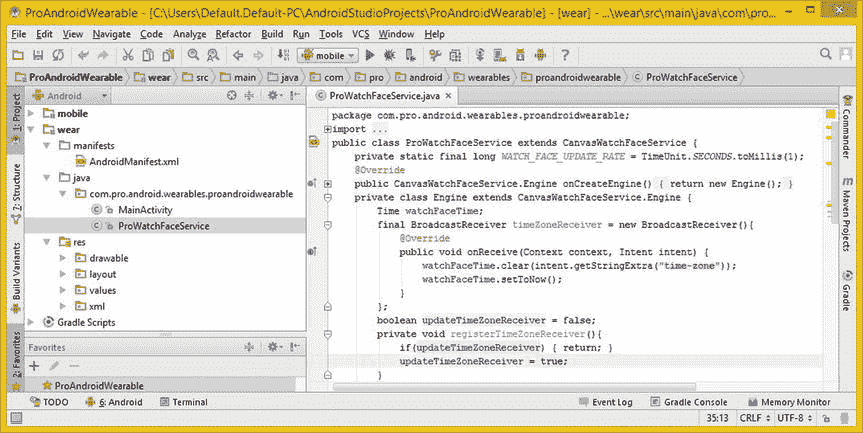 ProAndroidWearable - [C:\Users\Default.Default-PC\AndroidStudioProjects\ProAndroidWearable] - [wear] - ...\wear\src\main\java\com\pro...
File Edit View Navigate Code Analyze Refactor Build Run Tools VCS Window Help
mobile
ProAndroidWearable wear src main java com pro android wearables proandroidwearable ProWatchFaceService
Android
ProWatchFaceService.java
1: Project
Structure
Build Variants
2: Favorites
mobile
wear
manifests
AndroidManifest.xml
java
com.pro.android.wearables.proandroidwearable
MainActivity
ProWatchFaceService
res
drawable
layout
values
xml
Gradle Scripts
Favorites
ProAndroidWearable
package com.pro.android.wearables.proandroidwearable;
import ...
public class ProWatchFaceService extends CanvasWatchFaceService {
private static final long WATCH_FACE_UPDATE_RATE = TimeUnit.SECONDS.toMillis(1);
@Override
public CanvasWatchFaceService.Engine onCreateEngine() { return new Engine(); }
private class Engine extends CanvasWatchFaceService.Engine {
Time watchFaceTime;
final BroadcastReceiver timeZoneReceiver = new BroadcastReceiver(){
@Override
public void onReceive(Context context, Intent intent) {
watchFaceTime.clear(intent.getStringExtra("time-zone"));
watchFaceTime.setToNow();
}
};
boolean updateTimeZoneReceiver = false;
private void registerTimeZoneReceiver(){
if(updateTimeZoneReceiver) { return; }
updateTimeZoneReceiver = true;
}
Commander
Maven Projects
Gradle
TODO 6: Android Terminal Event Log Gradle Console Memory Monitor
35:13 CRLF UTF-8